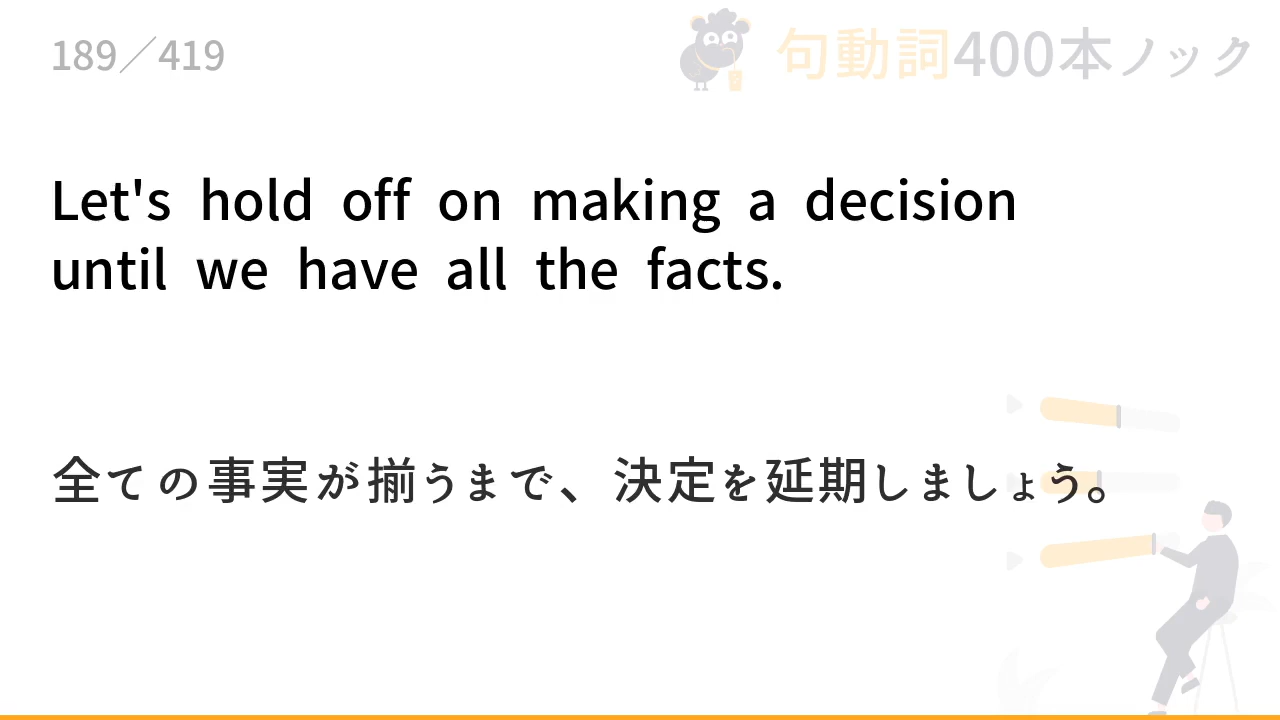 189／419
句動詞400本ノック
Let's hold off on making a decision
until we have all the facts.
全ての事実が揃うまで、決定を延期しましょう。